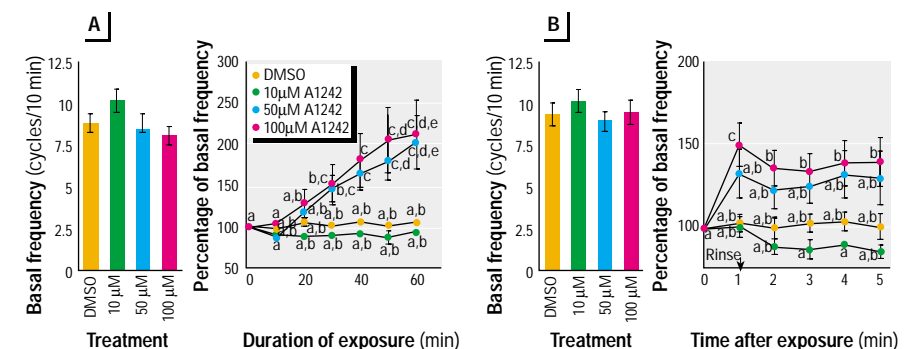 A
Basal frequency (cycles/10 min)
12.5
10
7.5
5
2.5
0
DMSO
10 μM
50 μM
100 μM
Treatment
Percentage of basal frequency
300
250
200
150
100
50
DMSO
10μM A1242
50μM A1242
100μM A1242
c,d
c,d,e
c
c,d,e
c,d
b,c
c
b,c
a,b
a,b
a
a
a,b
a,b
a,b
a,b
a,b
a,b
a,b
a,b
a,b
a,b
0
20
40
60
Duration of exposure (min)
B
Basal frequency (cycles/10 min)
12.5
10
7.5
5
2.5
0
DMSO
10 μM
50 μM
100 μM
Treatment
Percentage of basal frequency
200
150
100
c
b
b
b
b
a,b
a,b
a,b
a,b
a,b
a,b
a,b
a,b
a,b
a,b
a
a,b
a,b
a
a
a,b
Rinse
0
1
2
3
4
5
Time after exposure (min)